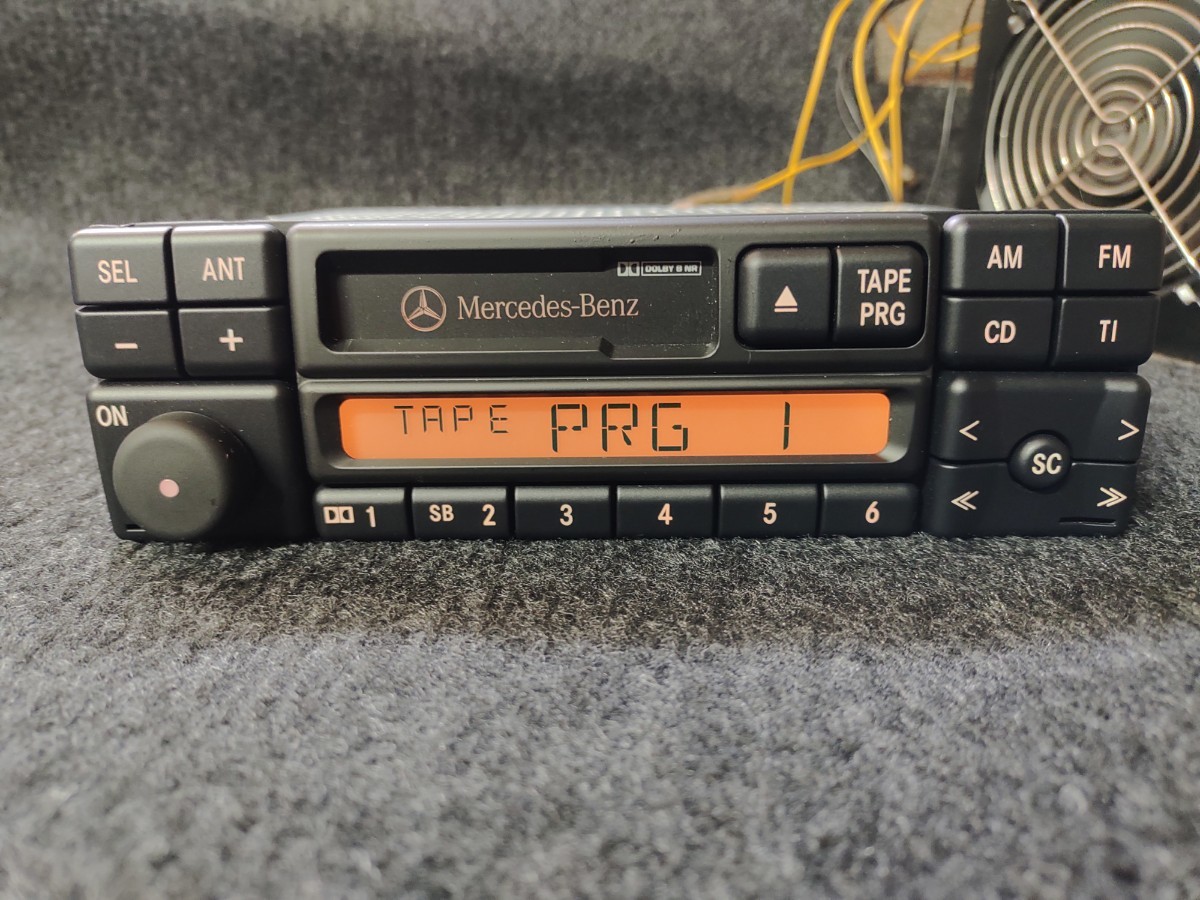 SEL
ANT
DOLBY B NR
Mercedes-Benz
TAPE
PRG
AM
FM
–
+
CD
TI
ON
TAPE PRG 1
<
>
SC
1
SB 2
3
4
5
6
≪
≫